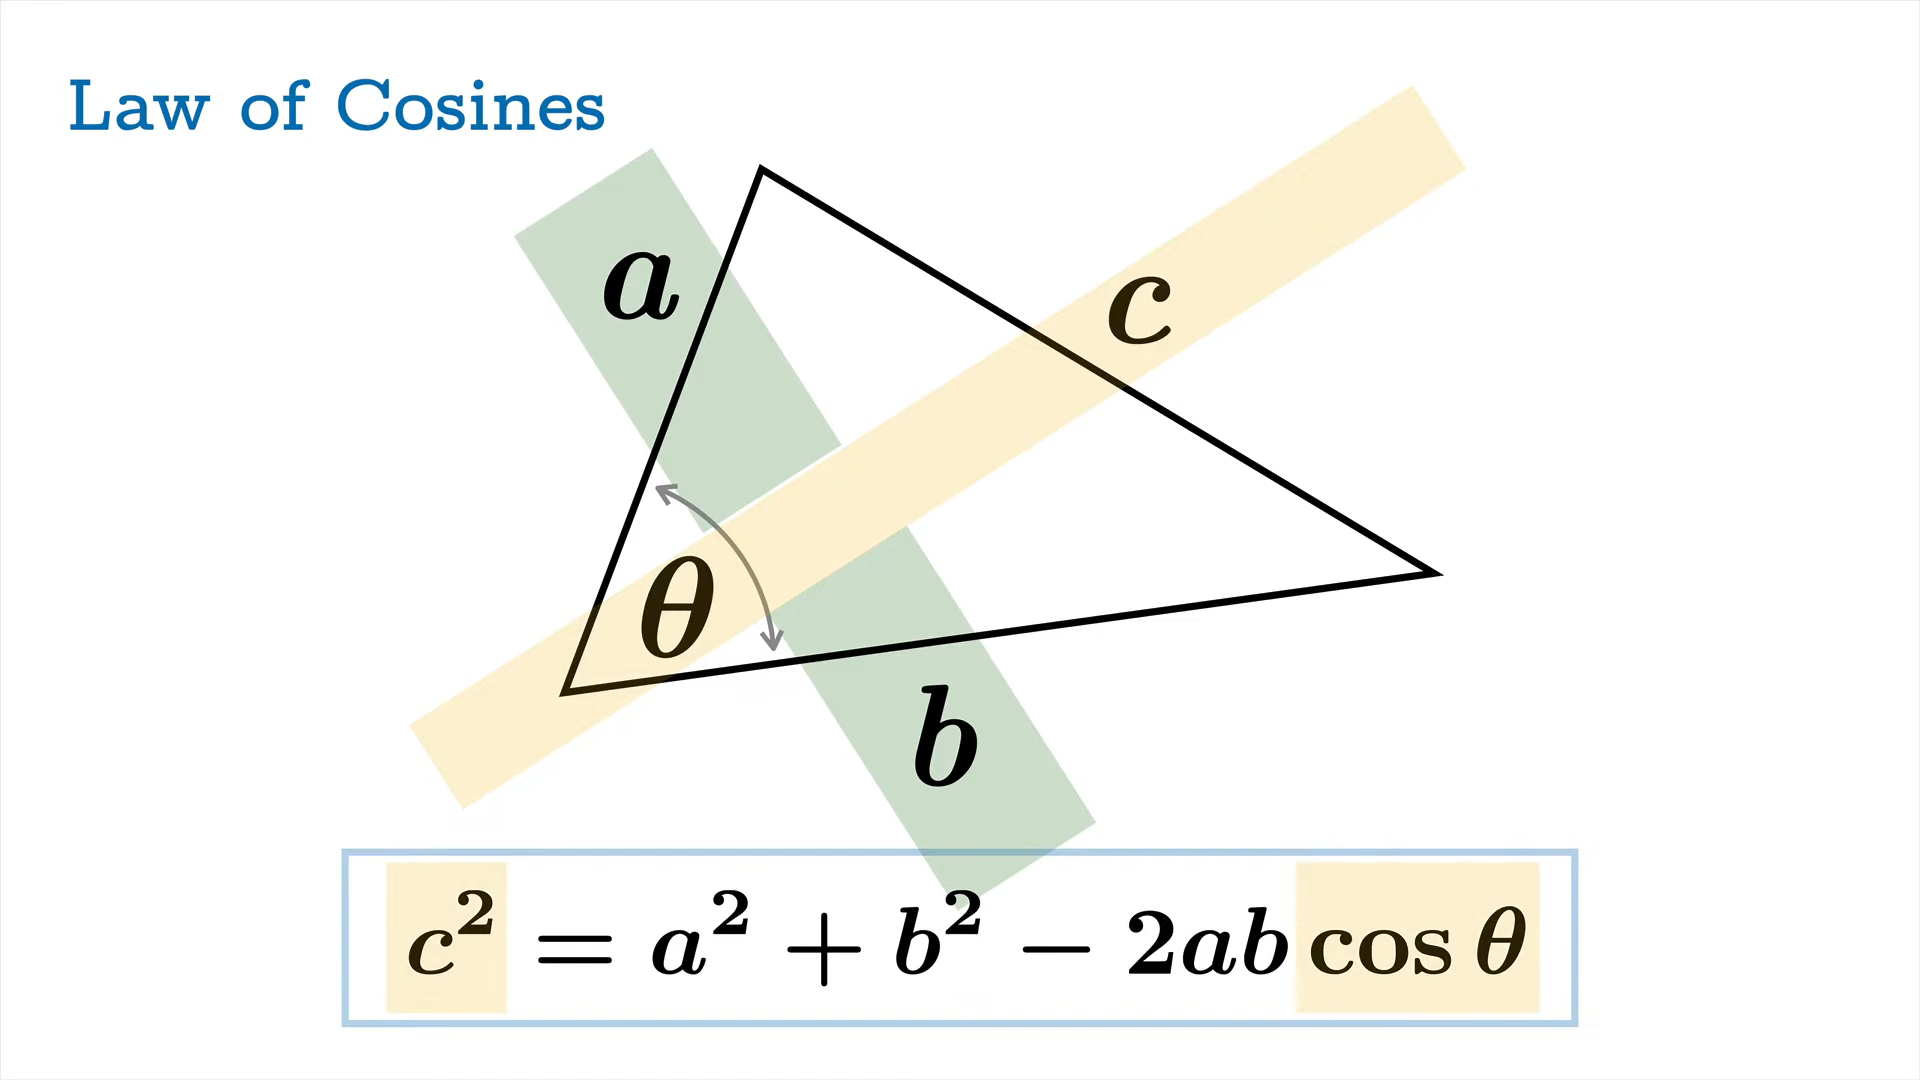 Law of Cosines
a
c
θ
b
c² = a² + b² − 2ab cos θ